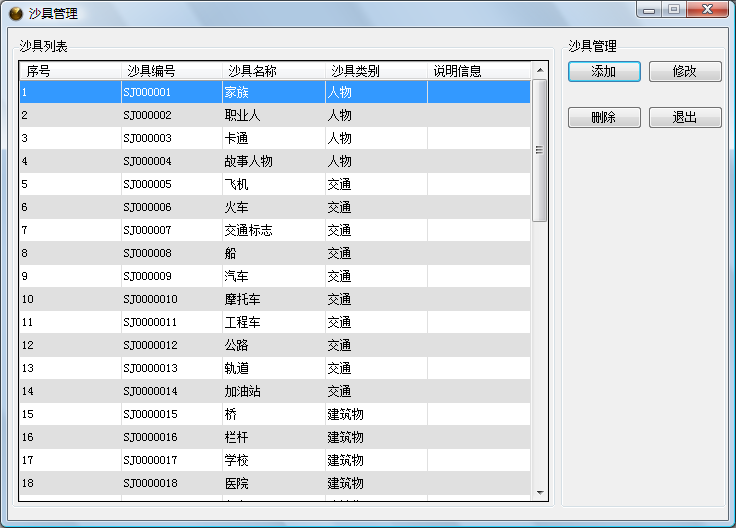 沙具管理
沙具列表
序号 沙具编号 沙具名称 沙具类别 说明信息
1 SJ000001 家族 人物
2 SJ000002 职业人 人物
3 SJ000003 卡通 人物
4 SJ000004 故事人物 人物
5 SJ000005 飞机 交通
6 SJ000006 火车 交通
7 SJ000007 交通标志 交通
8 SJ000008 船 交通
9 SJ000009 汽车 交通
10 SJ0000010 摩托车 交通
11 SJ0000011 工程车 交通
12 SJ0000012 公路 交通
13 SJ0000013 轨道 交通
14 SJ0000014 加油站 交通
15 SJ0000015 桥 建筑物
16 SJ0000016 栏杆 建筑物
17 SJ0000017 学校 建筑物
18 SJ0000018 医院 建筑物
沙具管理
添加 修改
删除 退出